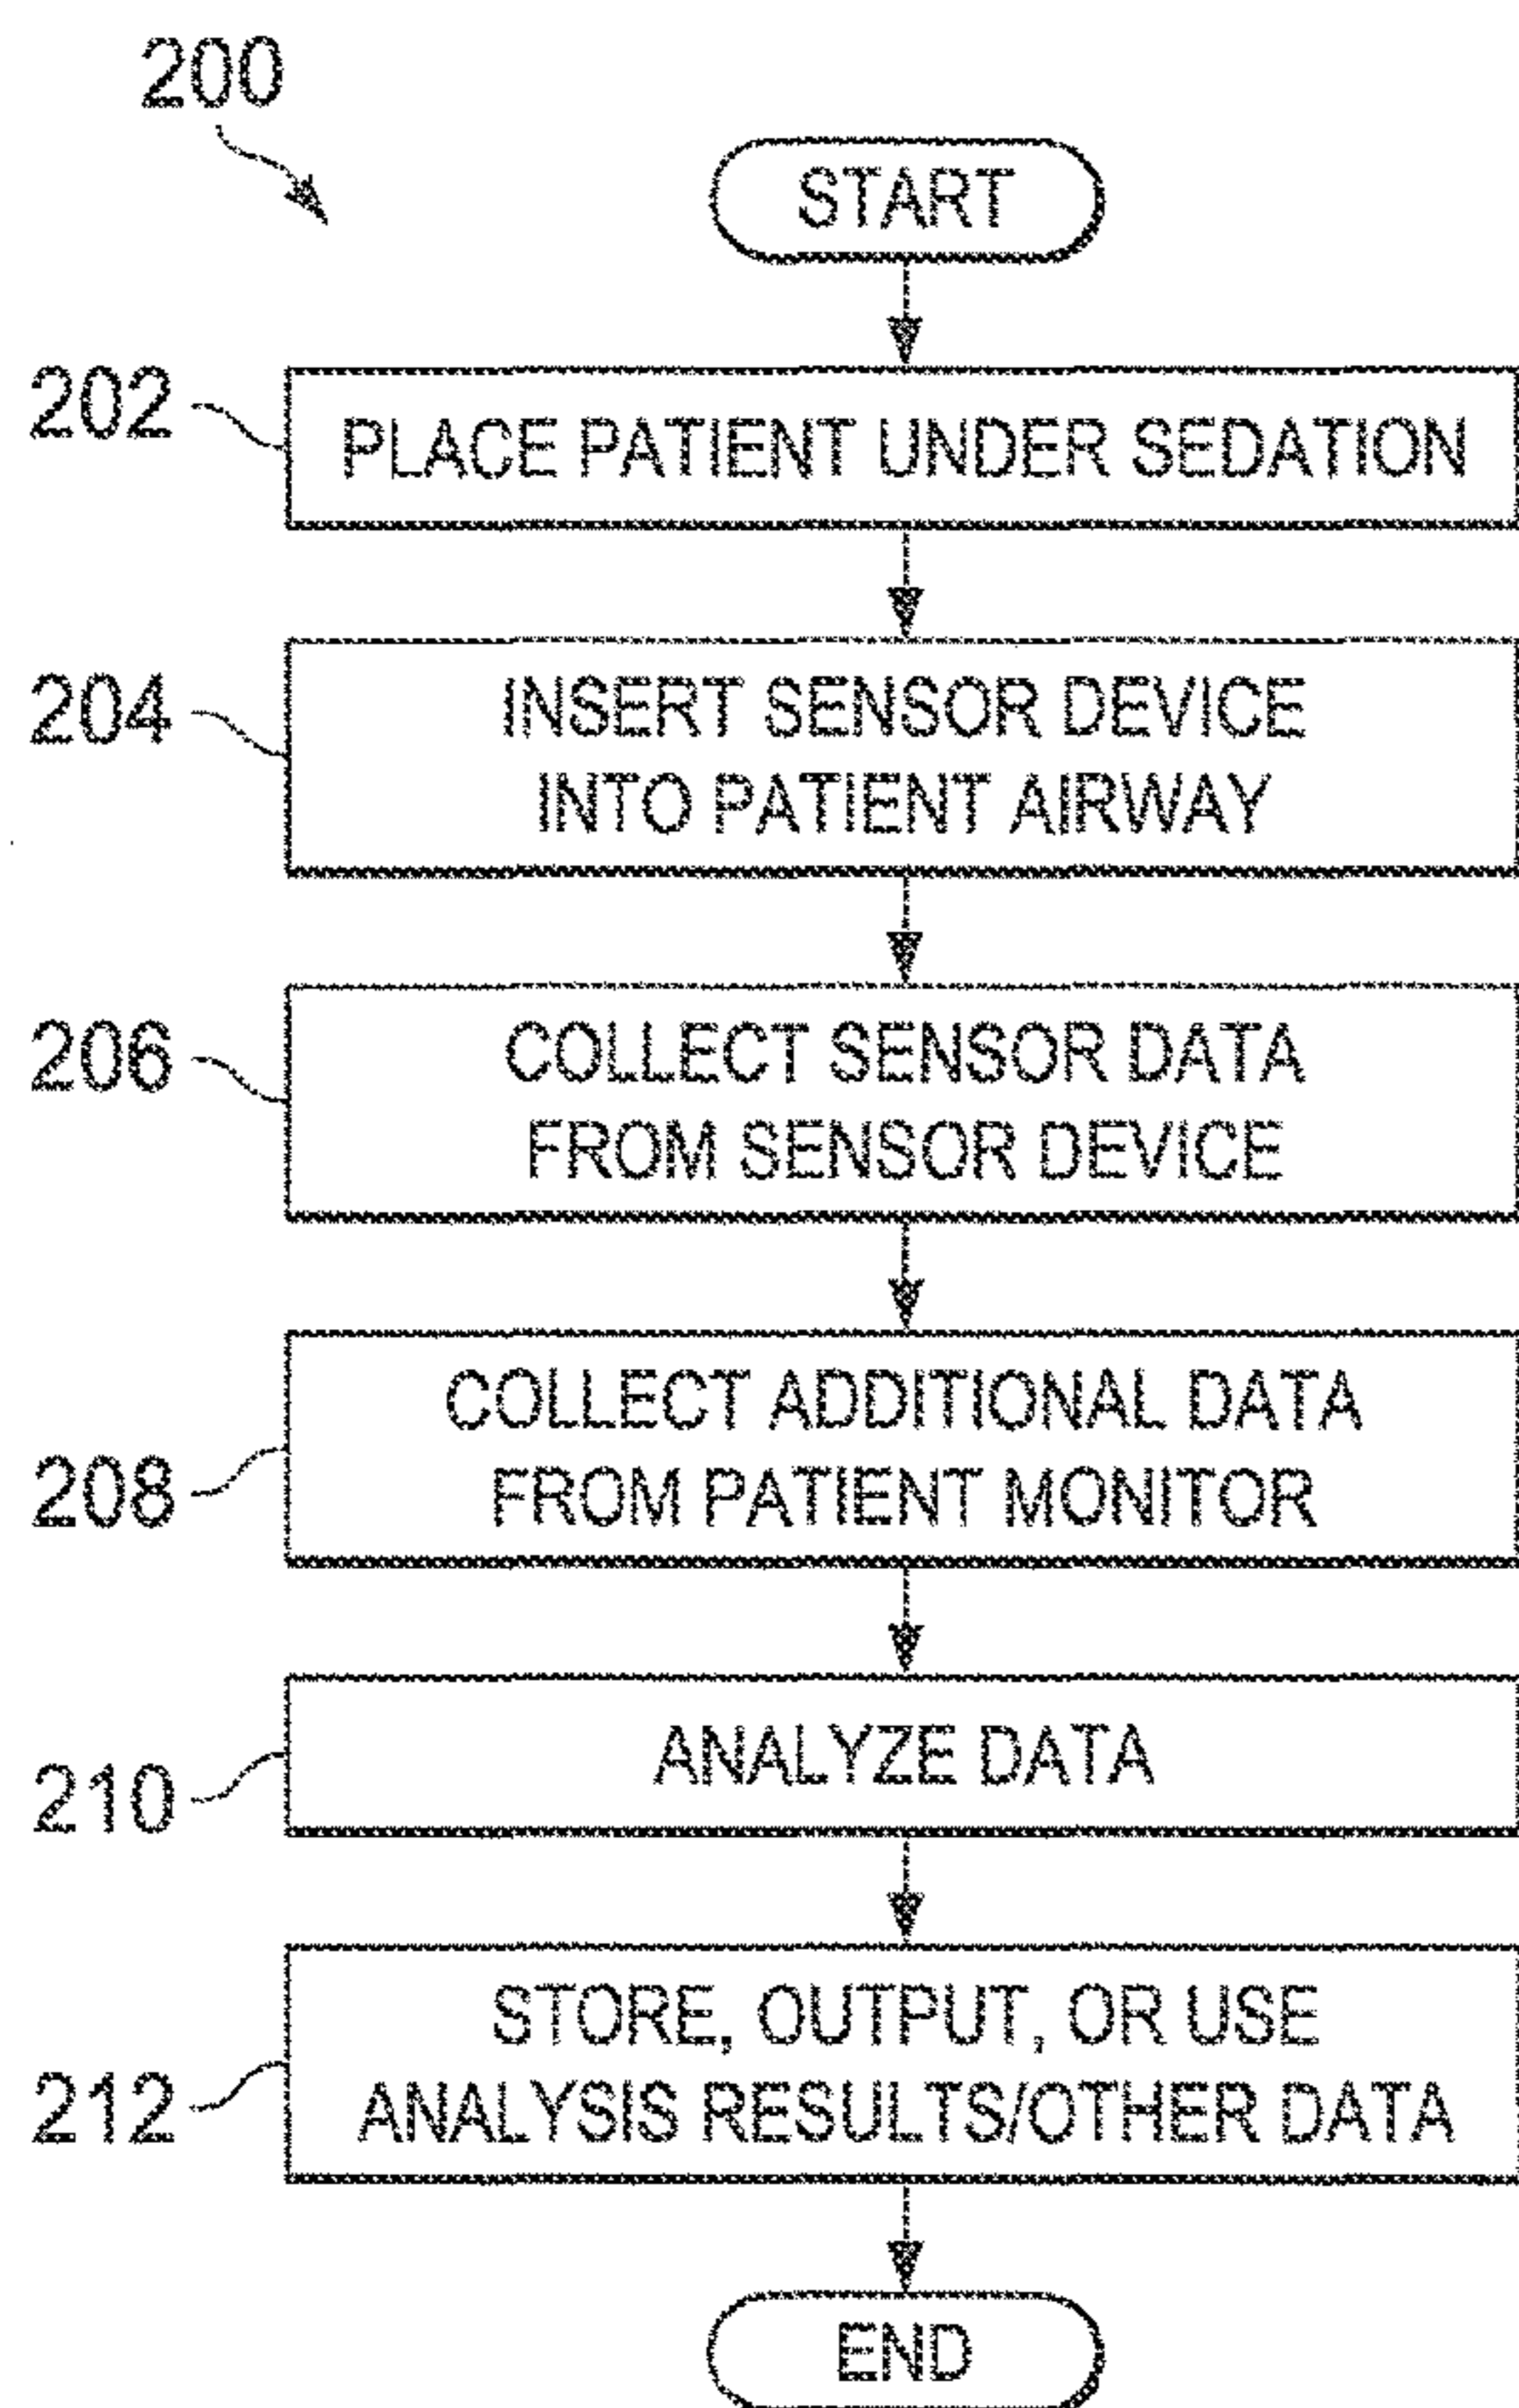 200
START
202
PLACE PATIENT UNDER SEDATION
204
INSERT SENSOR DEVICE
INTO PATIENT AIRWAY
206
COLLECT SENSOR DATA
FROM SENSOR DEVICE
208
COLLECT ADDITIONAL DATA
FROM PATIENT MONITOR
210
ANALYZE DATA
212
STORE, OUTPUT, OR USE
ANALYSIS RESULTS/OTHER DATA
END